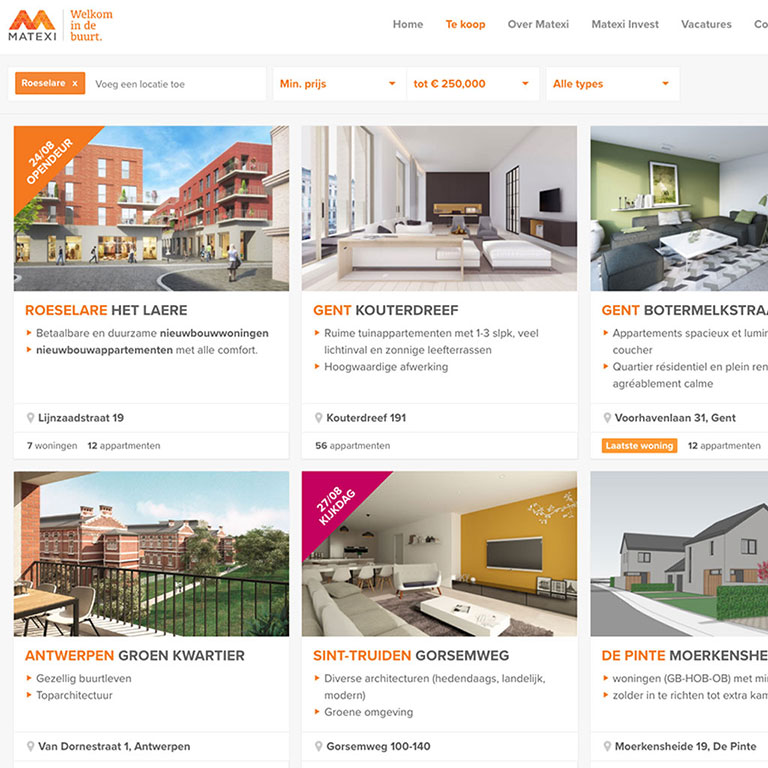 MATEXI
Welkom
in de
buurt.
Home
Te koop
Over Matexi
Matexi Invest
Vacatures
Co
Roeselare x
Voeg een locatie toe
Min. prijs
tot € 250,000
Alle types
24/08
OPENDEUR
ROESELARE HET LAERE
Betaalbare en duurzame nieuwbouwwoningen
nieuwbouwappartementen met alle comfort.
Lijnzaadstraat 19
7 woningen 12 appartmenten
GENT KOUTERDREEF
Ruime tuinappartementen met 1-3 slpk, veel
lichtinval en zonnige leefterrassen
Hoogwaardige afwerking
Kouterdreef 191
56 appartmenten
GENT BOTERMELKSTRAA
Appartements spacieux et lumin
coucher
Quartier résidentiel en plein ren
agréablement calme
Voorhavenlaan 31, Gent
Laatste woning 12 appartmenten
ANTWERPEN GROEN KWARTIER
Gezellig buurtleven
Toparchitectuur
Van Dornestraat 1, Antwerpen
27/08
KIJKDAG
SINT-TRUIDEN GORSEMWEG
Diverse architecturen (hedendaags, landelijk,
modern)
Groene omgeving
Gorsemweg 100-140
DE PINTE MOERKENSHE
woningen (GB-HOB-OB) met mi
zolder in te richten tot extra kam
Moerkensheide 19, De Pinte